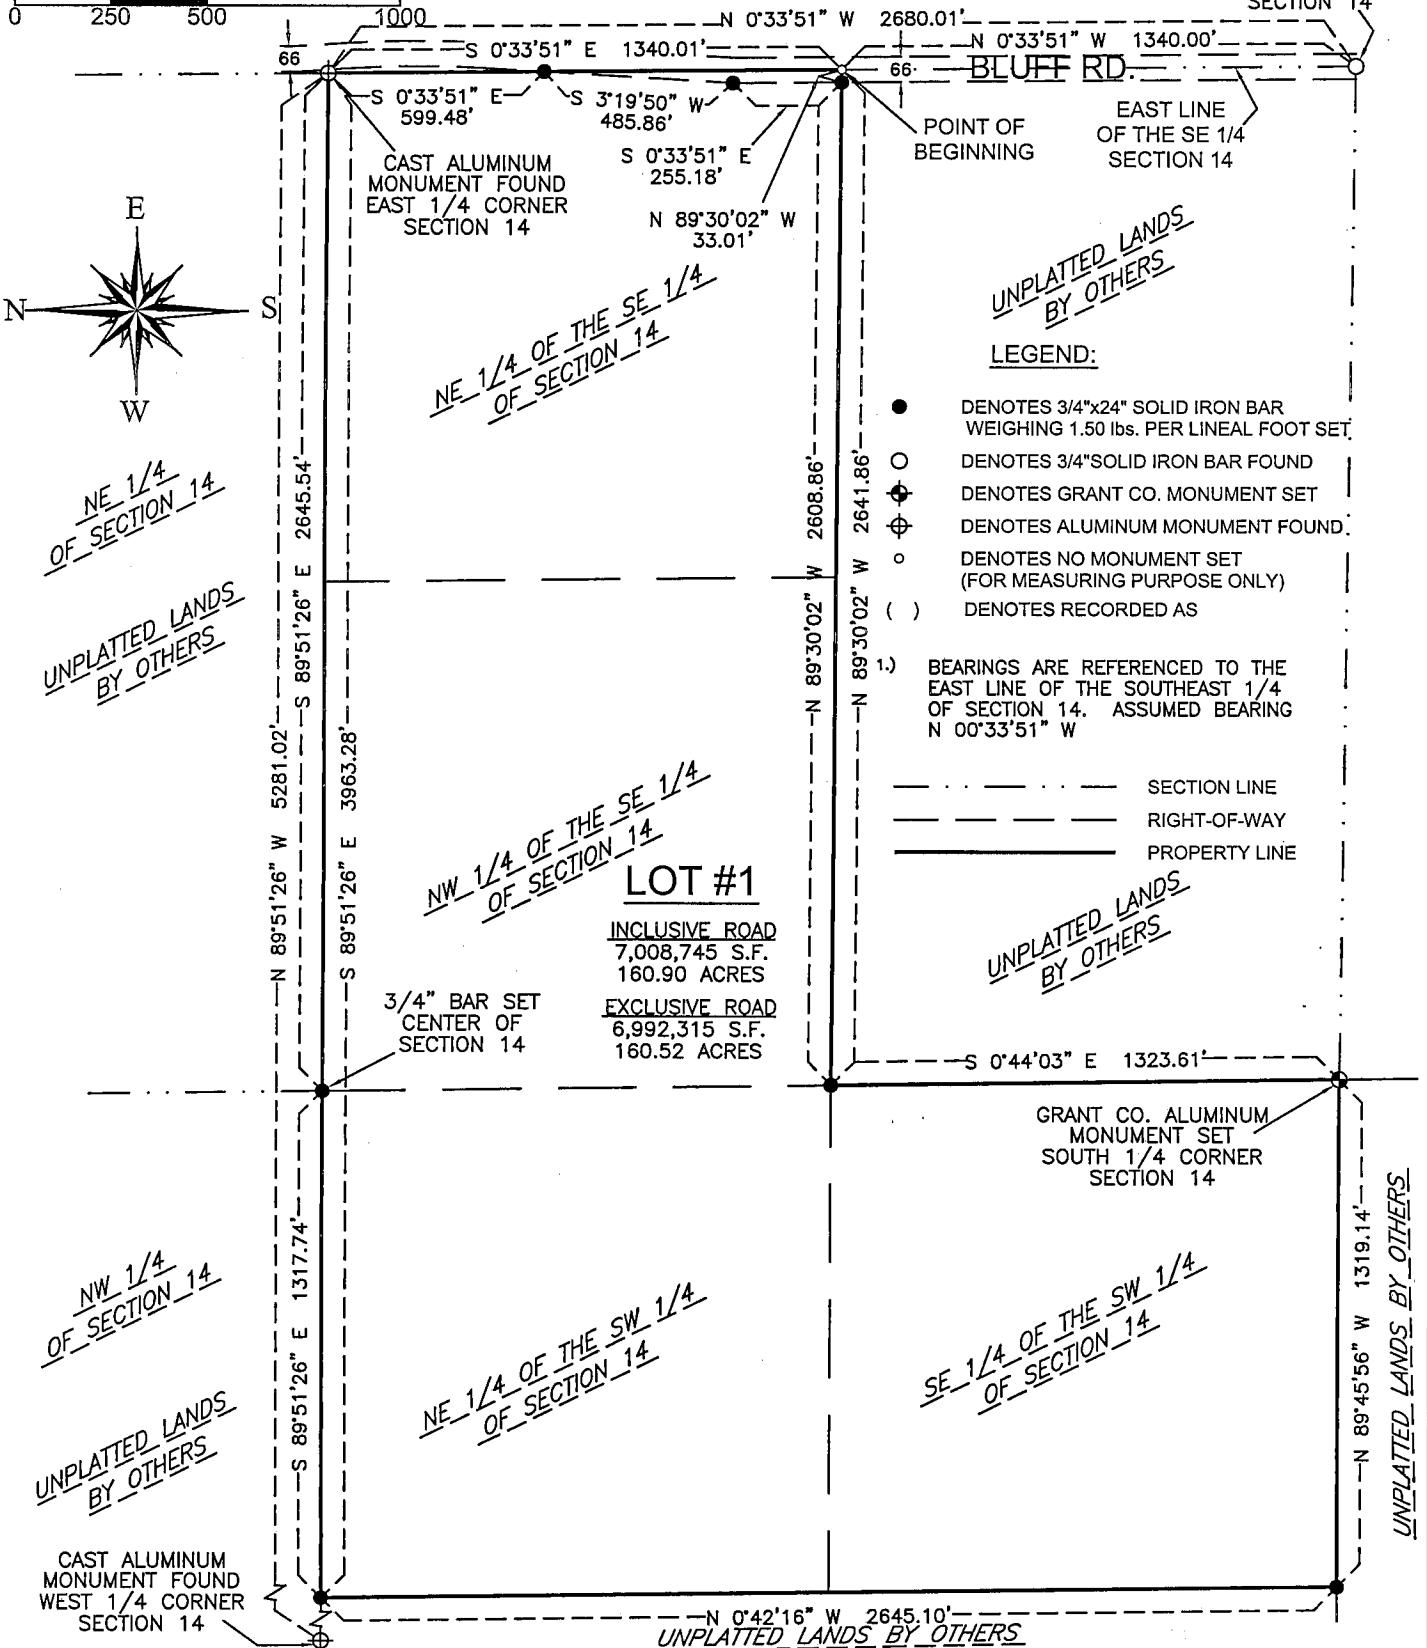 0 250 500 1000
SECTION 14
N 0°33'51" W 2680.01'
S 0°33'51" E 1340.01'
N 0°33'51" W 1340.00'
66
66
BLUFF RD.
S 0°33'51" E
599.48'
S 3°19'50" W
485.86'
S 0°33'51" E
255.18'
N 89°30'02" W
33.01'
POINT OF
BEGINNING
EAST LINE
OF THE SE 1/4
SECTION 14
CAST ALUMINUM
MONUMENT FOUND
EAST 1/4 CORNER
SECTION 14
E
N
S
W
UNPLATTED LANDS
BY OTHERS
NE 1/4 OF THE SE 1/4
OF SECTION 14
LEGEND:
DENOTES 3/4"x24" SOLID IRON BAR
WEIGHING 1.50 lbs. PER LINEAL FOOT SET
DENOTES 3/4"SOLID IRON BAR FOUND
DENOTES GRANT CO. MONUMENT SET
DENOTES ALUMINUM MONUMENT FOUND
DENOTES NO MONUMENT SET
(FOR MEASURING PURPOSE ONLY)
( ) DENOTES RECORDED AS
1.) BEARINGS ARE REFERENCED TO THE
EAST LINE OF THE SOUTHEAST 1/4
OF SECTION 14. ASSUMED BEARING
N 00°33'51" W
SECTION LINE
RIGHT-OF-WAY
PROPERTY LINE
NE 1/4
OF SECTION 14
UNPLATTED LANDS
BY OTHERS
N 89°51'26" W 5281.02'
S 89°51'26" E 2645.54'
S 89°51'26" E 3963.28'
N 89°30'02" W 2608.86'
N 89°30'02" W 2641.86'
NW 1/4 OF THE SE 1/4
OF SECTION 14
LOT #1
INCLUSIVE ROAD
7,008,745 S.F.
160.90 ACRES
EXCLUSIVE ROAD
6,992,315 S.F.
160.52 ACRES
UNPLATTED LANDS
BY OTHERS
3/4" BAR SET
CENTER OF
SECTION 14
S 0°44'03" E 1323.61'
GRANT CO. ALUMINUM
MONUMENT SET
SOUTH 1/4 CORNER
SECTION 14
S 89°51'26" E 1317.74'
N 89°45'56" W 1319.14'
UNPLATTED LANDS BY OTHERS
NW 1/4
OF SECTION 14
NE 1/4 OF THE SW 1/4
OF SECTION 14
SE 1/4 OF THE SW 1/4
OF SECTION 14
UNPLATTED LANDS
BY OTHERS
CAST ALUMINUM
MONUMENT FOUND
WEST 1/4 CORNER
SECTION 14
N 0°42'16" W 2645.10'
UNPLATTED LANDS BY OTHERS